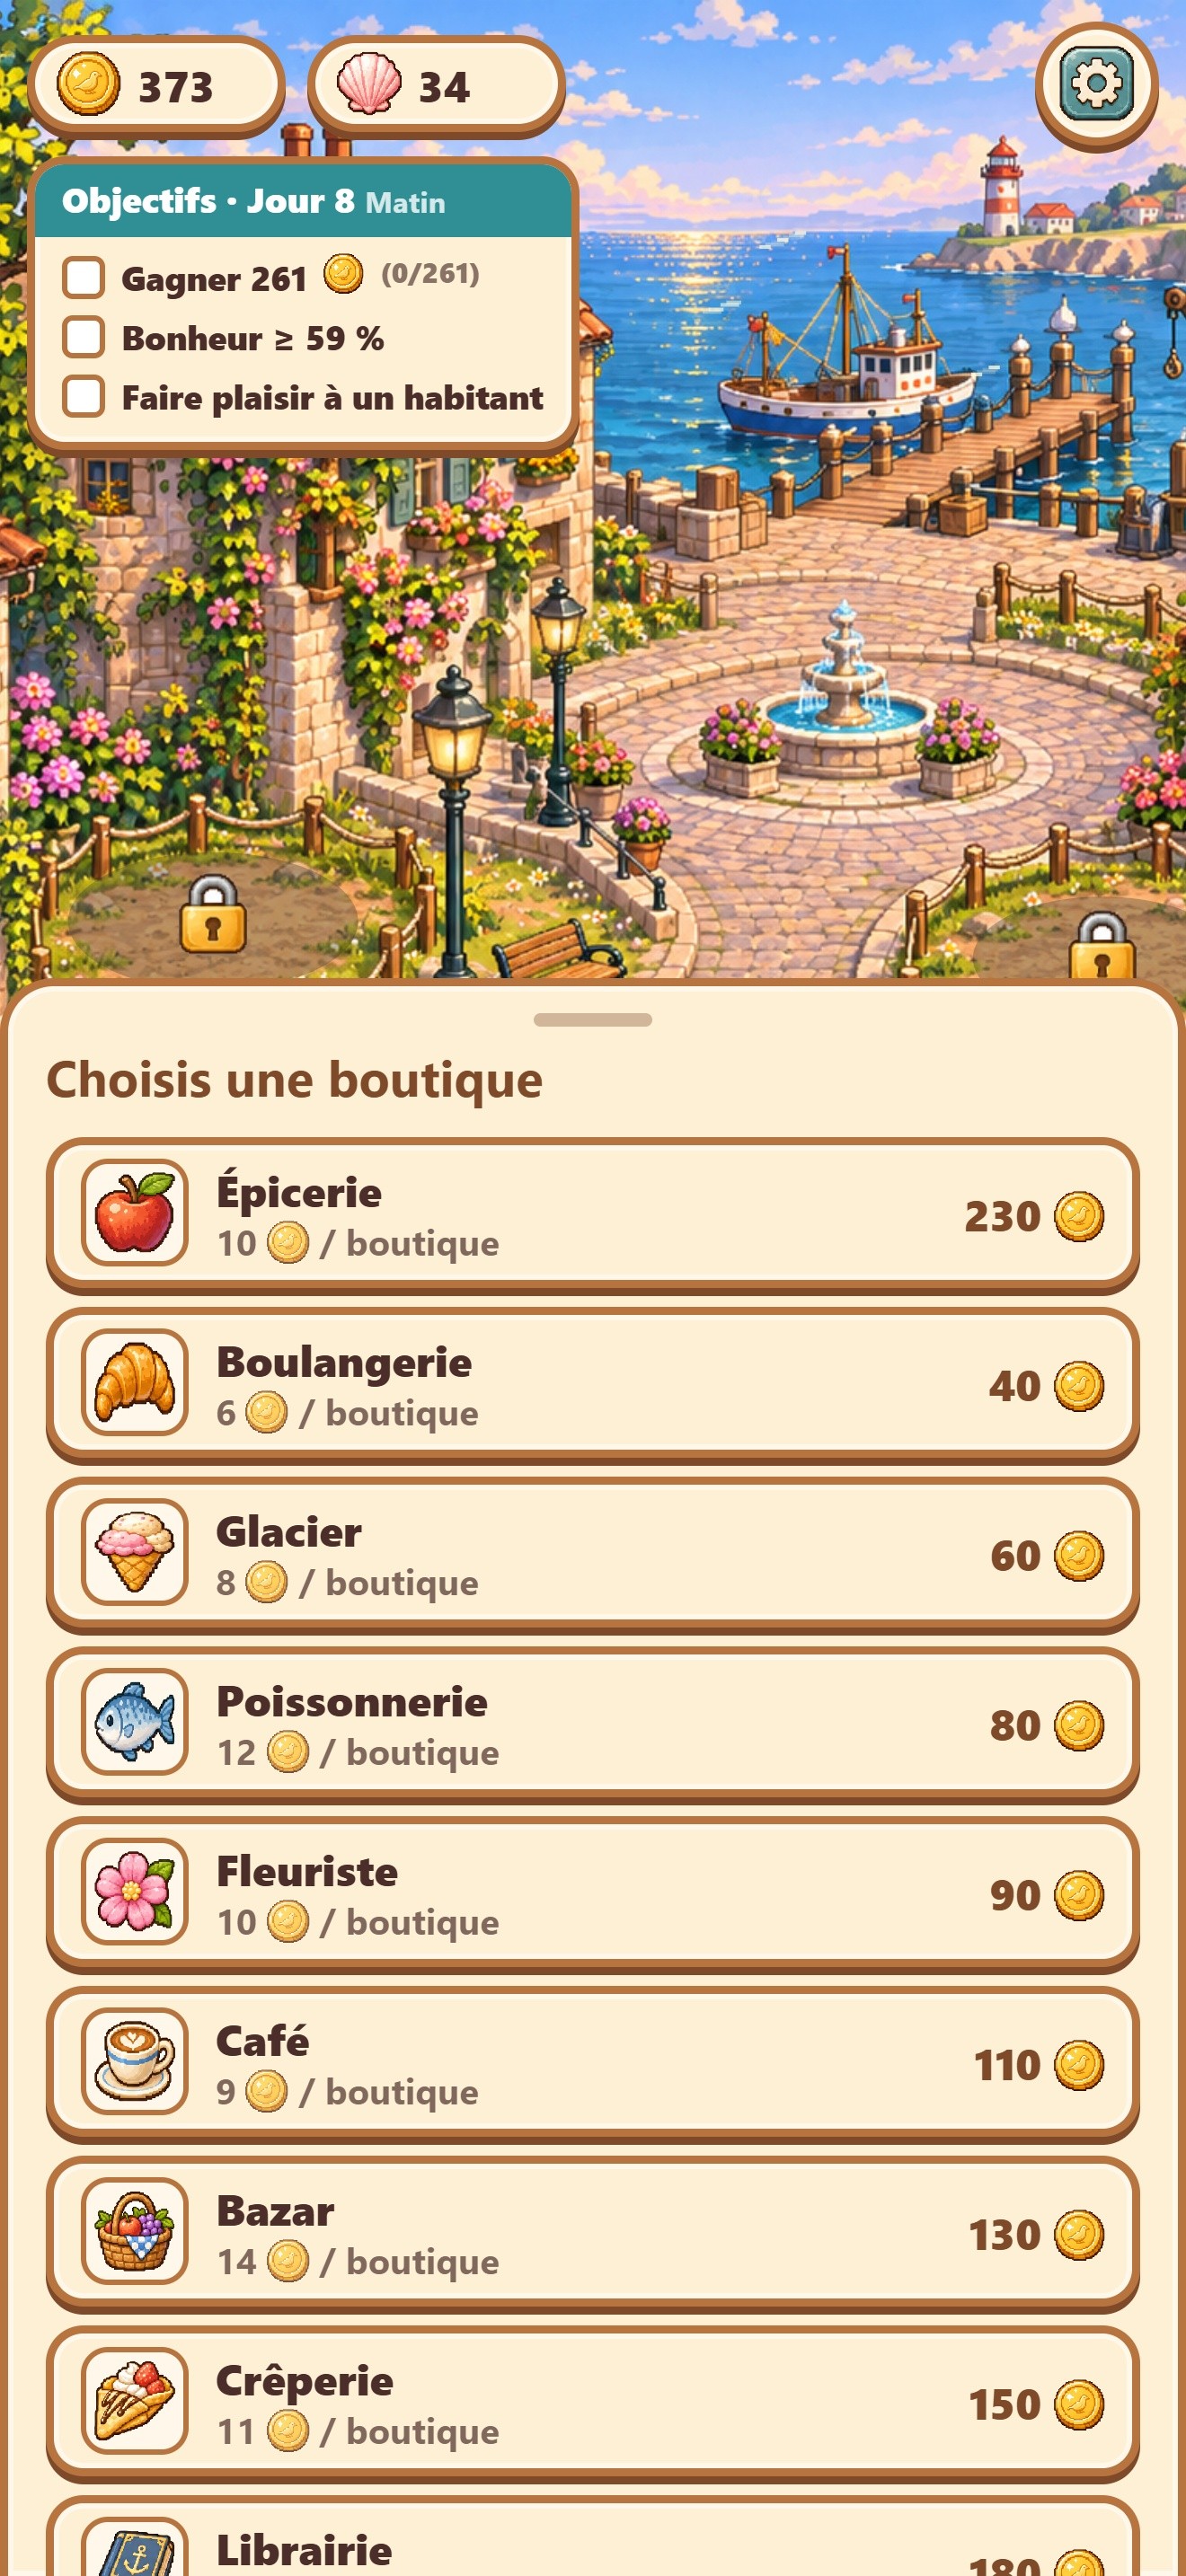 373
34
Objectifs · Jour 8 Matin
Gagner 261 (0/261)
Bonheur ≥ 59 %
Faire plaisir à un habitant
Choisis une boutique
Épicerie
10 / boutique
230
Boulangerie
6 / boutique
40
Glacier
8 / boutique
60
Poissonnerie
12 / boutique
80
Fleuriste
10 / boutique
90
Café
9 / boutique
110
Bazar
14 / boutique
130
Crêperie
11 / boutique
150
Librairie
180